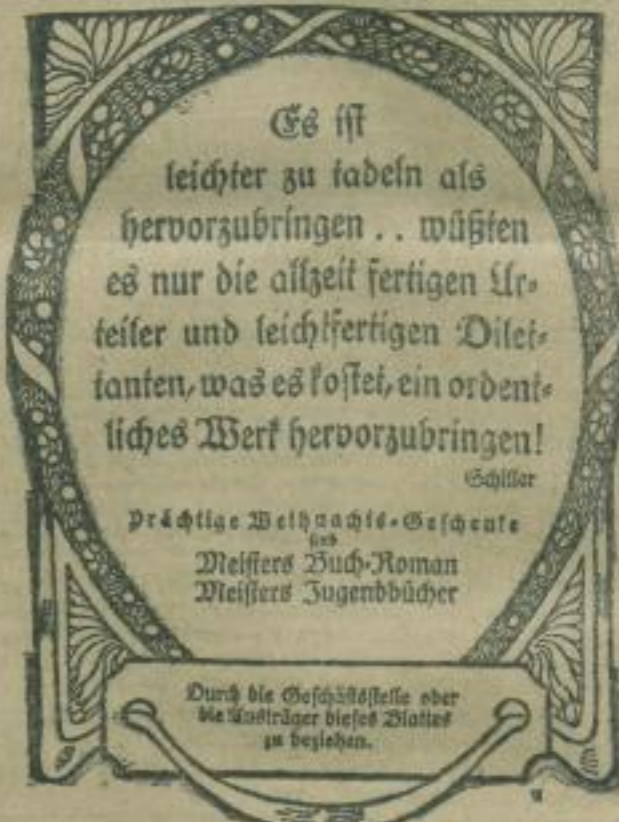 Es ist
leichter zu tadeln als
hervorzubringen . . wüßten
es nur die allzeit fertigen Ur-
teiler und leichtfertigen Dilet-
tanten, was es kostet, ein ordent-
liches Werk hervorzubringen!
Schiller
Prächtige Weihnachts-Geschenke
sind
Meisters Buch-Roman
Meisters Jugendbücher
Durch die Geschäftsstelle oder
die Austräger dieses Blattes
zu beziehen.